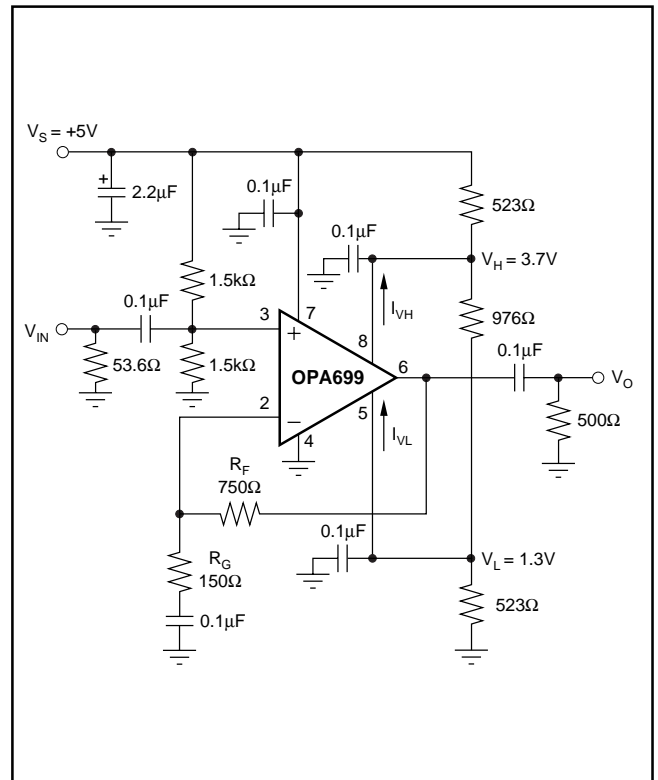 V_S = +5V
2.2µF
0.1µF
523Ω
0.1µF
V_H = 3.7V
1.5kΩ
I_VH
976Ω
0.1µF
V_IN
3
7
8
6
0.1µF
V_O
+
OPA699
53.6Ω
1.5kΩ
2
−
4
5
I_VL
500Ω
R_F
750Ω
0.1µF
V_L = 1.3V
R_G
150Ω
523Ω
0.1µF